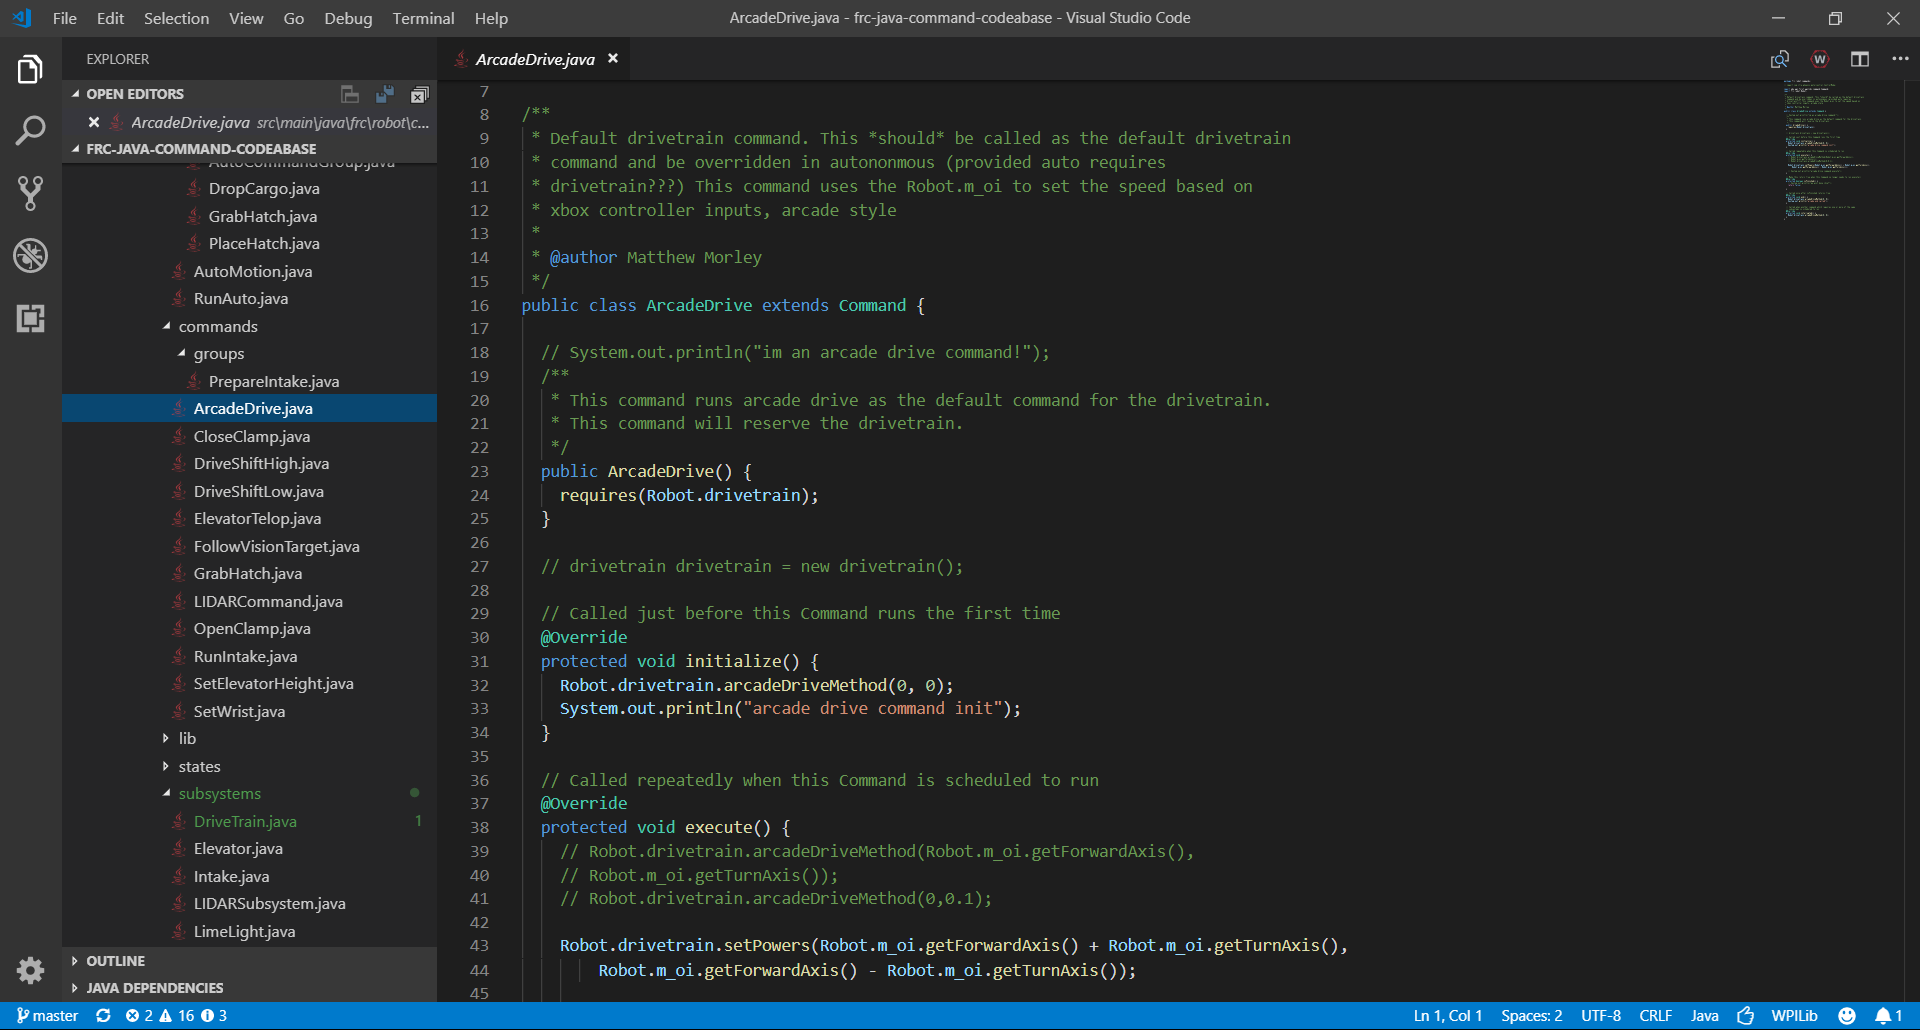 File Edit Selection View Go Debug Terminal Help
ArcadeDrive.java - frc-java-command-codeabase - Visual Studio Code
EXPLORER
OPEN EDITORS
ArcadeDrive.java src\main\java\frc\robot\c...
FRC-JAVA-COMMAND-CODEABASE
AutoCommandGroup.java
DropCargo.java
GrabHatch.java
PlaceHatch.java
AutoMotion.java
RunAuto.java
commands
groups
PrepareIntake.java
ArcadeDrive.java
CloseClamp.java
DriveShiftHigh.java
DriveShiftLow.java
ElevatorTelop.java
FollowVisionTarget.java
GrabHatch.java
LIDARCommand.java
OpenClamp.java
RunIntake.java
SetElevatorHeight.java
SetWrist.java
lib
states
subsystems
DriveTrain.java 1
Elevator.java
Intake.java
LIDARSubsystem.java
LimeLight.java
OUTLINE
JAVA DEPENDENCIES
ArcadeDrive.java
W
7
8 /**
9 * Default drivetrain command. This *should* be called as the default drivetrain
10 * command and be overridden in autononmous (provided auto requires
11 * drivetrain???) This command uses the Robot.m_oi to set the speed based on
12 * xbox controller inputs, arcade style
13 *
14 * @author Matthew Morley
15 */
16 public class ArcadeDrive extends Command {
17
18 // System.out.println("im an arcade drive command!");
19 /**
20 * This command runs arcade drive as the default command for the drivetrain.
21 * This command will reserve the drivetrain.
22 */
23 public ArcadeDrive() {
24 requires(Robot.drivetrain);
25 }
26
27 // drivetrain drivetrain = new drivetrain();
28
29 // Called just before this Command runs the first time
30 @Override
31 protected void initialize() {
32 Robot.drivetrain.arcadeDriveMethod(0, 0);
33 System.out.println("arcade drive command init");
34 }
35
36 // Called repeatedly when this Command is scheduled to run
37 @Override
38 protected void execute() {
39 // Robot.drivetrain.arcadeDriveMethod(Robot.m_oi.getForwardAxis(),
40 // Robot.m_oi.getTurnAxis());
41 // Robot.drivetrain.arcadeDriveMethod(0,0.1);
42
43 Robot.drivetrain.setPowers(Robot.m_oi.getForwardAxis() + Robot.m_oi.getTurnAxis(),
44 Robot.m_oi.getForwardAxis() - Robot.m_oi.getTurnAxis());
45
master 2 16 3
Ln 1, Col 1 Spaces: 2 UTF-8 CRLF Java WPILib 1